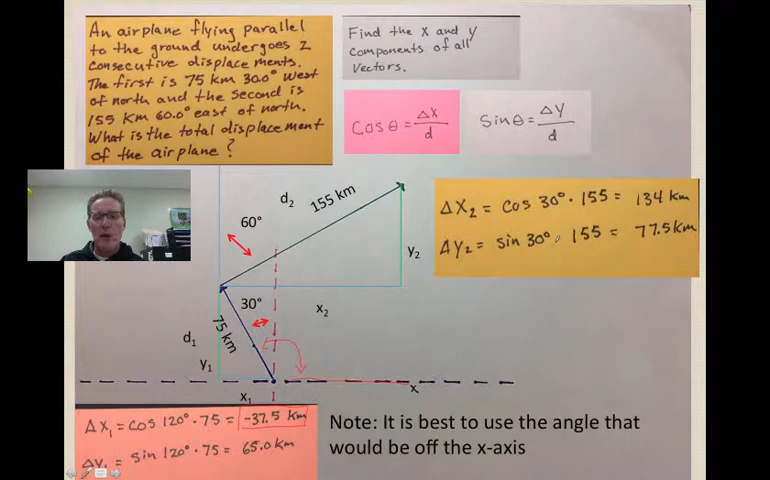 An airplane flying parallel
to the ground undergoes 2
consecutive displacements.
The first is 75 km 30.0° west
of north and the second is
155 km 60.0° east of north.
What is the total displacement
of the airplane?
Find the x and y
components of all
vectors.
Cos θ = Δx/d
Sin θ = Δy/d
d₂ 155 km
60°
y₂
ΔX₂ = cos 30° · 155 = 134 km
ΔY₂ = sin 30° · 155 = 77.5 km
30°
x₂
75 km
d₁
y₁
x₁
x
ΔX₁ = cos 120° · 75 = -37.5 km
ΔY₁ = sin 120° · 75 = 65.0 km
Note: It is best to use the angle that
would be off the x-axis